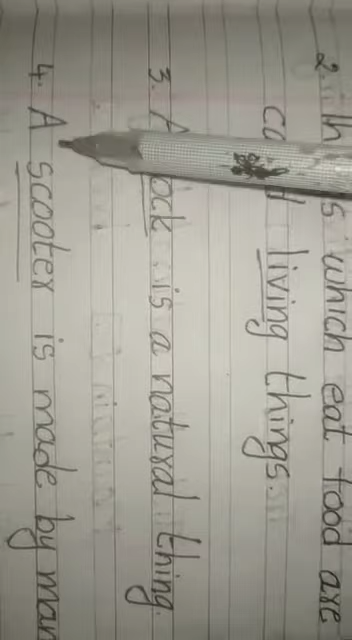 2. which eat food are
living things.
3. A is a natural thing.
4. A scooter is made by man